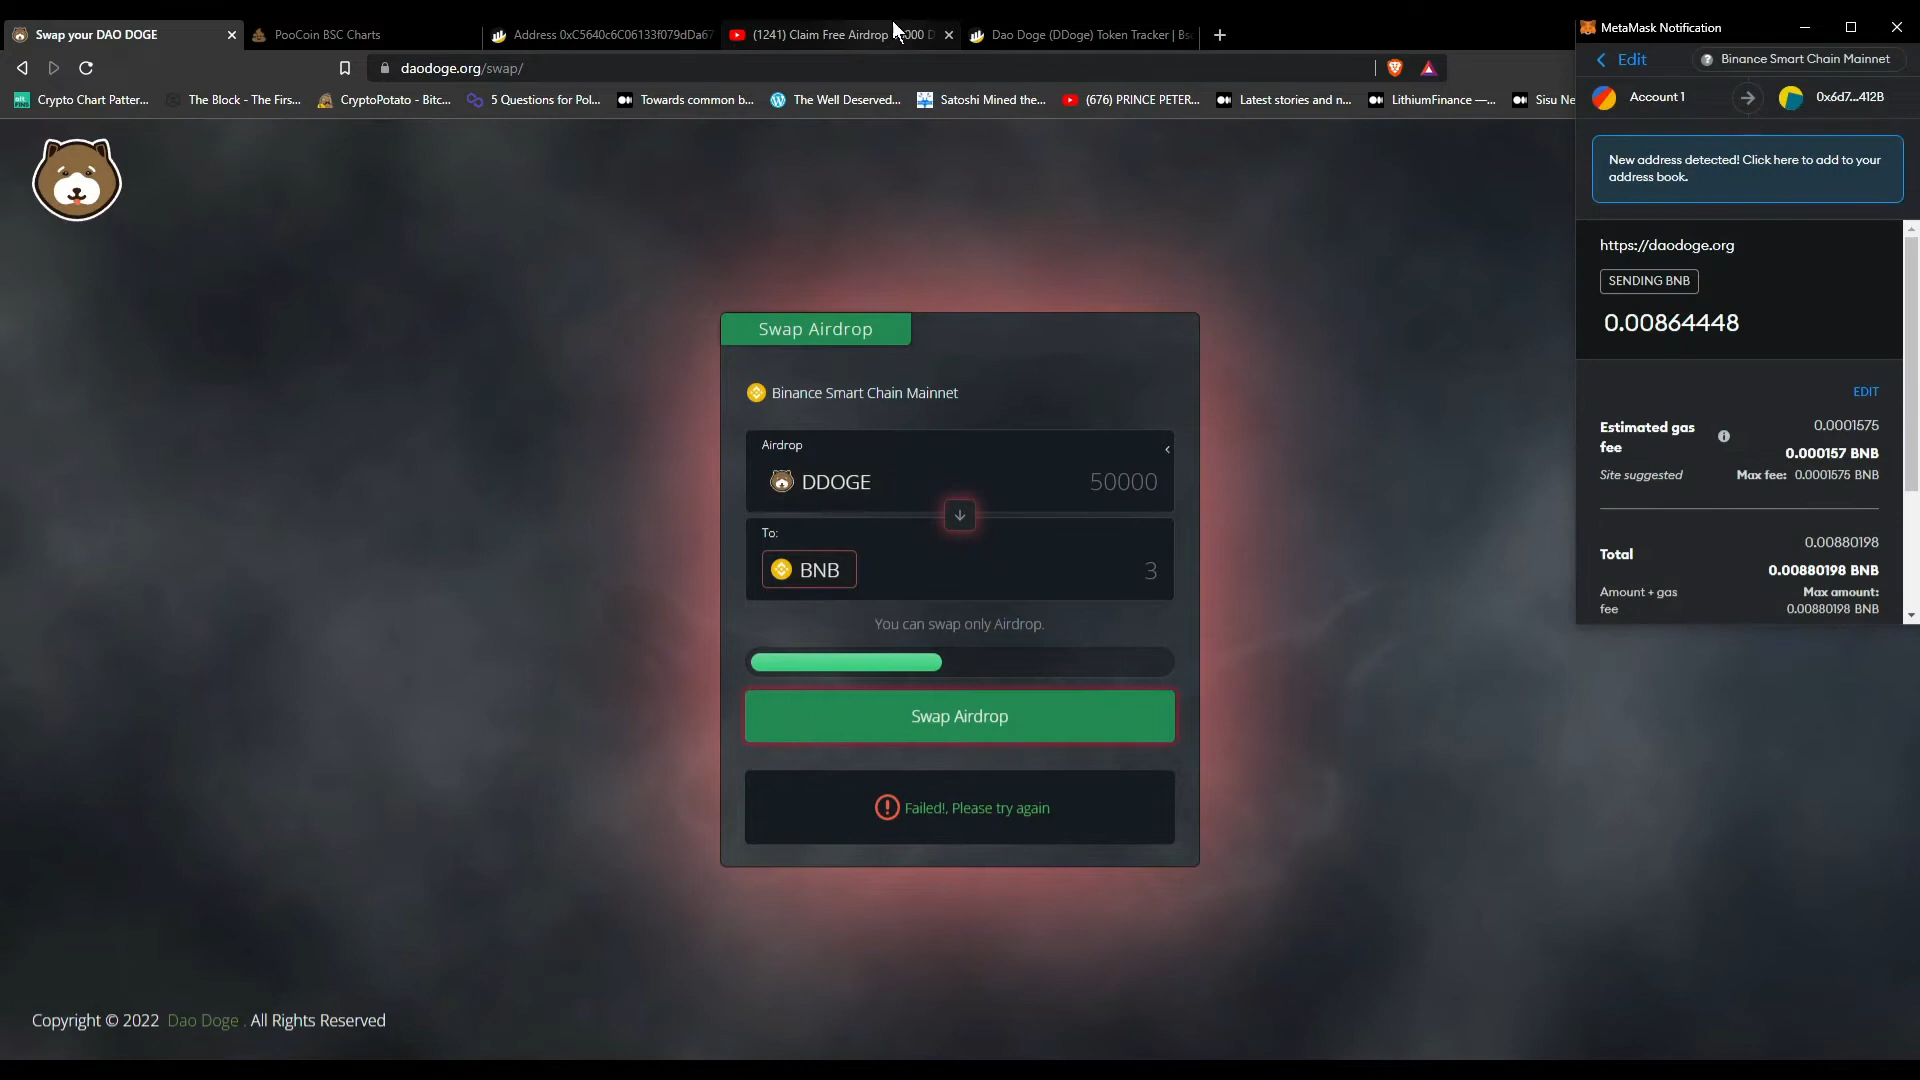 Swap your DAO DOGE
PooCoin BSC Charts
Address 0xC5640c6C06133f079dDa67
(1241) Claim Free Airdrop 000 D
Dao Doge (DDoge) Token Tracker | Bsc
daodoge.org/swap/
Crypto Chart Patter...
The Block - The Firs...
CryptoPotato - Bitc...
5 Questions for Pol...
Towards common b...
The Well Deserved...
Satoshi Mined the...
(676) PRINCE PETER...
Latest stories and n...
LithiumFinance —...
Sisu Ne
Swap Airdrop
Binance Smart Chain Mainnet
Airdrop
DDOGE
50000
To:
BNB
3
You can swap only Airdrop.
Swap Airdrop
Failed!, Please try again
Copyright © 2022 Dao Doge . All Rights Reserved
MetaMask Notification
Edit
Binance Smart Chain Mainnet
Account 1
0x6d7...412B
New address detected! Click here to add to your
address book.
https://daodoge.org
SENDING BNB
0.00864448
EDIT
Estimated gas
fee
0.0001575
0.000157 BNB
Site suggested
Max fee: 0.0001575 BNB
Total
0.00880198
0.00880198 BNB
Amount + gas
fee
Max amount:
0.00880198 BNB